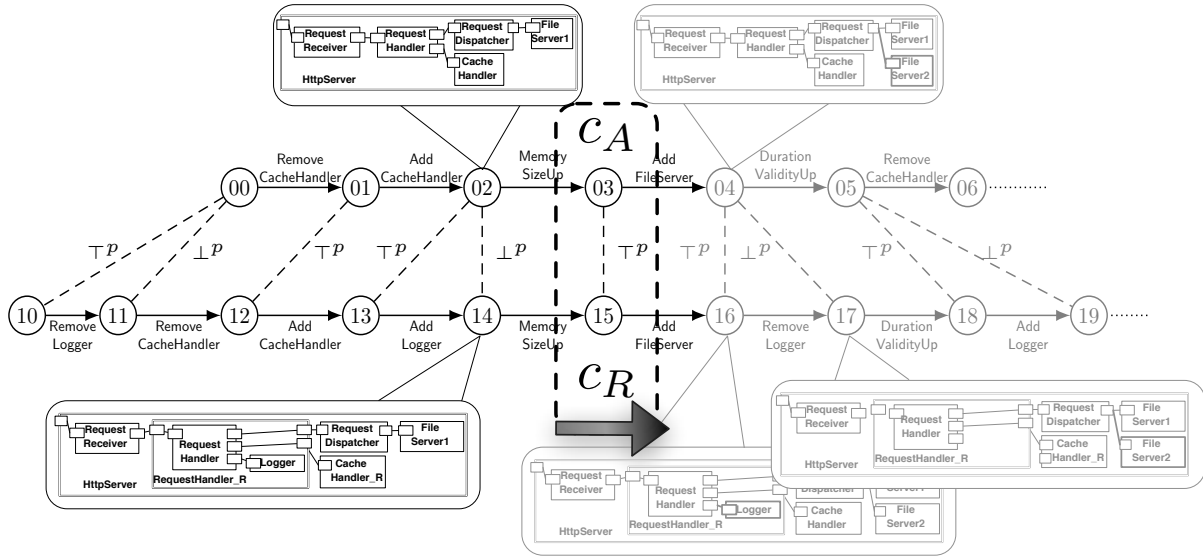 Request Receiver
Request Handler
Request Dispatcher
File Server1
Cache Handler
HttpServer
Request Receiver
Request Handler
Request Dispatcher
File Server1
Cache Handler
File Server2
HttpServer
c_A
Remove CacheHandler
Add CacheHandler
Memory SizeUp
Add FileServer
Duration ValidityUp
Remove CacheHandler
00
01
02
03
04
05
06
⊤p
⊥p
⊤p
⊤p
⊥p
⊤p
⊤p
⊥p
⊤p
⊥p
10
11
12
13
14
15
16
17
18
19
Remove Logger
Remove CacheHandler
Add CacheHandler
Add Logger
Memory SizeUp
Add FileServer
Remove Logger
Duration ValidityUp
Add Logger
c_R
Request Receiver
Request Handler
Logger
RequestHandler_R
Request Dispatcher
File Server1
Cache Handler_R
HttpServer
Request Receiver
Request Handler
RequestHandler_R
Request Dispatcher
File Server1
Cache Handler_R
File Server2
HttpServer
Request Receiver
Request Handler
Logger
RequestHandler_R
Dispatcher
Server1
Cache Handler
File Server2
HttpServer